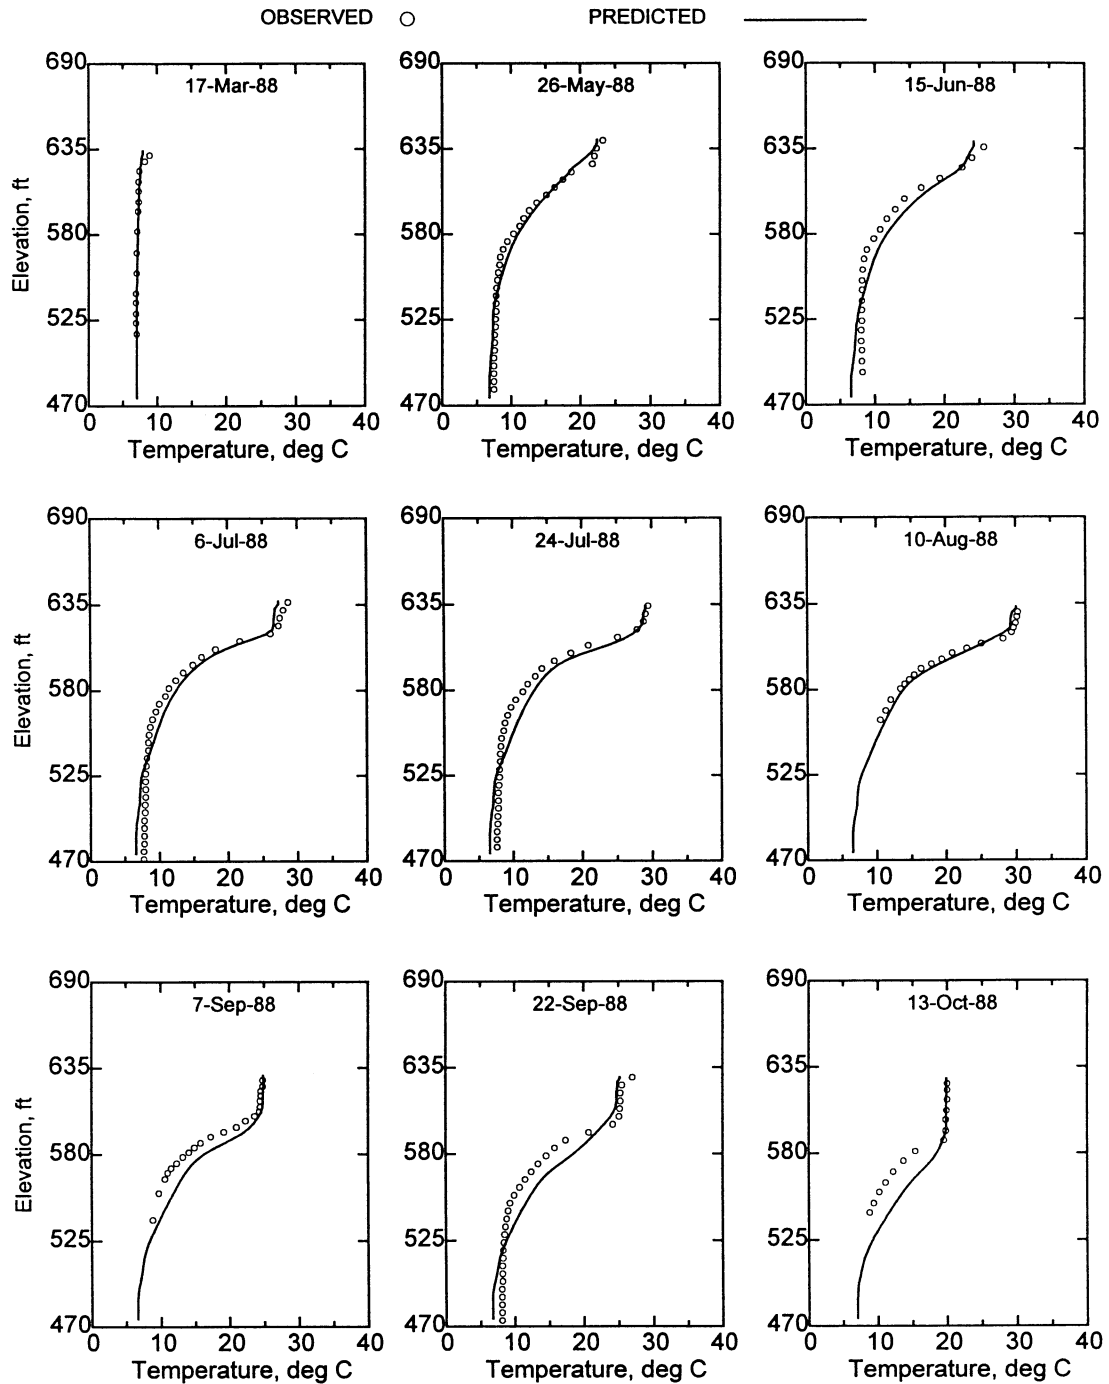 OBSERVED PREDICTED
690
17-Mar-88
635
580
525
470
Elevation, ft
0 10 20 30 40
Temperature, deg C
690
26-May-88
635
580
525
470
0 10 20 30 40
Temperature, deg C
690
15-Jun-88
635
580
525
470
0 10 20 30 40
Temperature, deg C
690
6-Jul-88
635
580
525
470
Elevation, ft
0 10 20 30 40
Temperature, deg C
690
24-Jul-88
635
580
525
470
0 10 20 30 40
Temperature, deg C
690
10-Aug-88
635
580
525
470
0 10 20 30 40
Temperature, deg C
690
7-Sep-88
635
580
525
470
Elevation, ft
0 10 20 30 40
Temperature, deg C
690
22-Sep-88
635
580
525
470
0 10 20 30 40
Temperature, deg C
690
13-Oct-88
635
580
525
470
0 10 20 30 40
Temperature, deg C